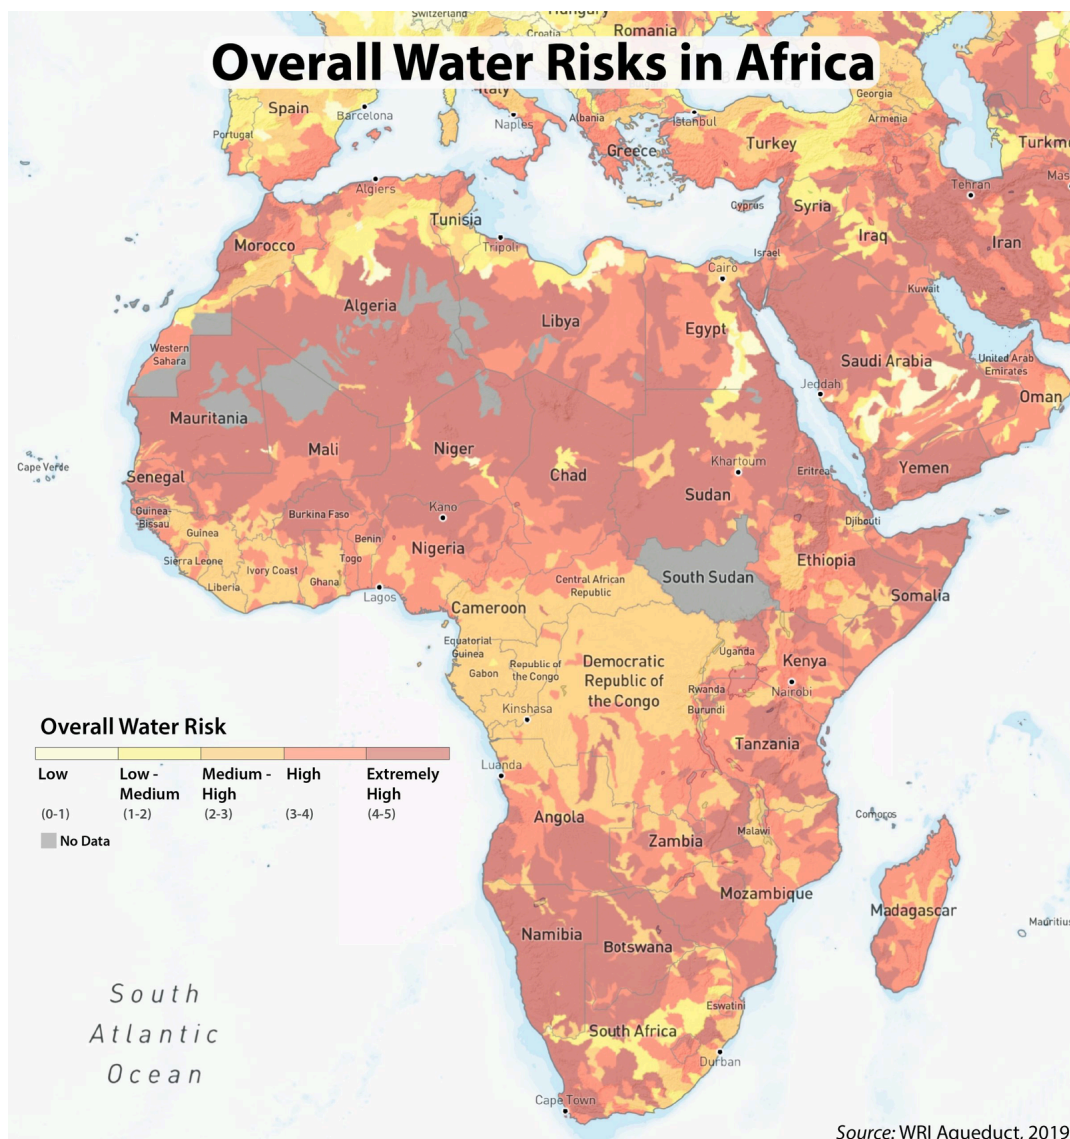 Switzerland
Hungary
Croatia
Romania
Overall Water Risks in Africa
Italy
Georgia
Spain
Barcelona
Naples
Albania
Istanbul
Armenia
Portugal
Greece
Turkey
Turkm
Algiers
Tehran
Mas
Tunisia
Cyprus
Syria
Morocco
Tripoli
Iraq
Iran
Israel
Cairo
Kuwait
Algeria
Libya
Egypt
Western
Sahara
Saudi Arabia
United Arab
Emirates
Jeddah
Oman
Mauritania
Mali
Niger
Chad
Khartoum
Eritrea
Yemen
Cape Verde
Senegal
Sudan
Guinea-
Bissau
Burkina Faso
Kano
Djibouti
Guinea
Benin
Nigeria
Ethiopia
Sierra Leone
Ivory Coast
Togo
Ghana
Liberia
Lagos
Central African
Republic
South Sudan
Somalia
Cameroon
Equatorial
Guinea
Uganda
Kenya
Gabon
Republic of
the Congo
Democratic
Republic of
the Congo
Rwanda
Nairobi
Burundi
Kinshasa
Tanzania
Luanda
Overall Water Risk
Low
Low -
Medium
Medium -
High
High
Extremely
High
(0-1)
(1-2)
(2-3)
(3-4)
(4-5)
No Data
Angola
Zambia
Malawi
Comoros
Mozambique
Madagascar
Mauritius
Namibia
Botswana
South
Atlantic
Ocean
Eswatini
South Africa
Durban
Cape Town
Source: WRI Aqueduct, 2019